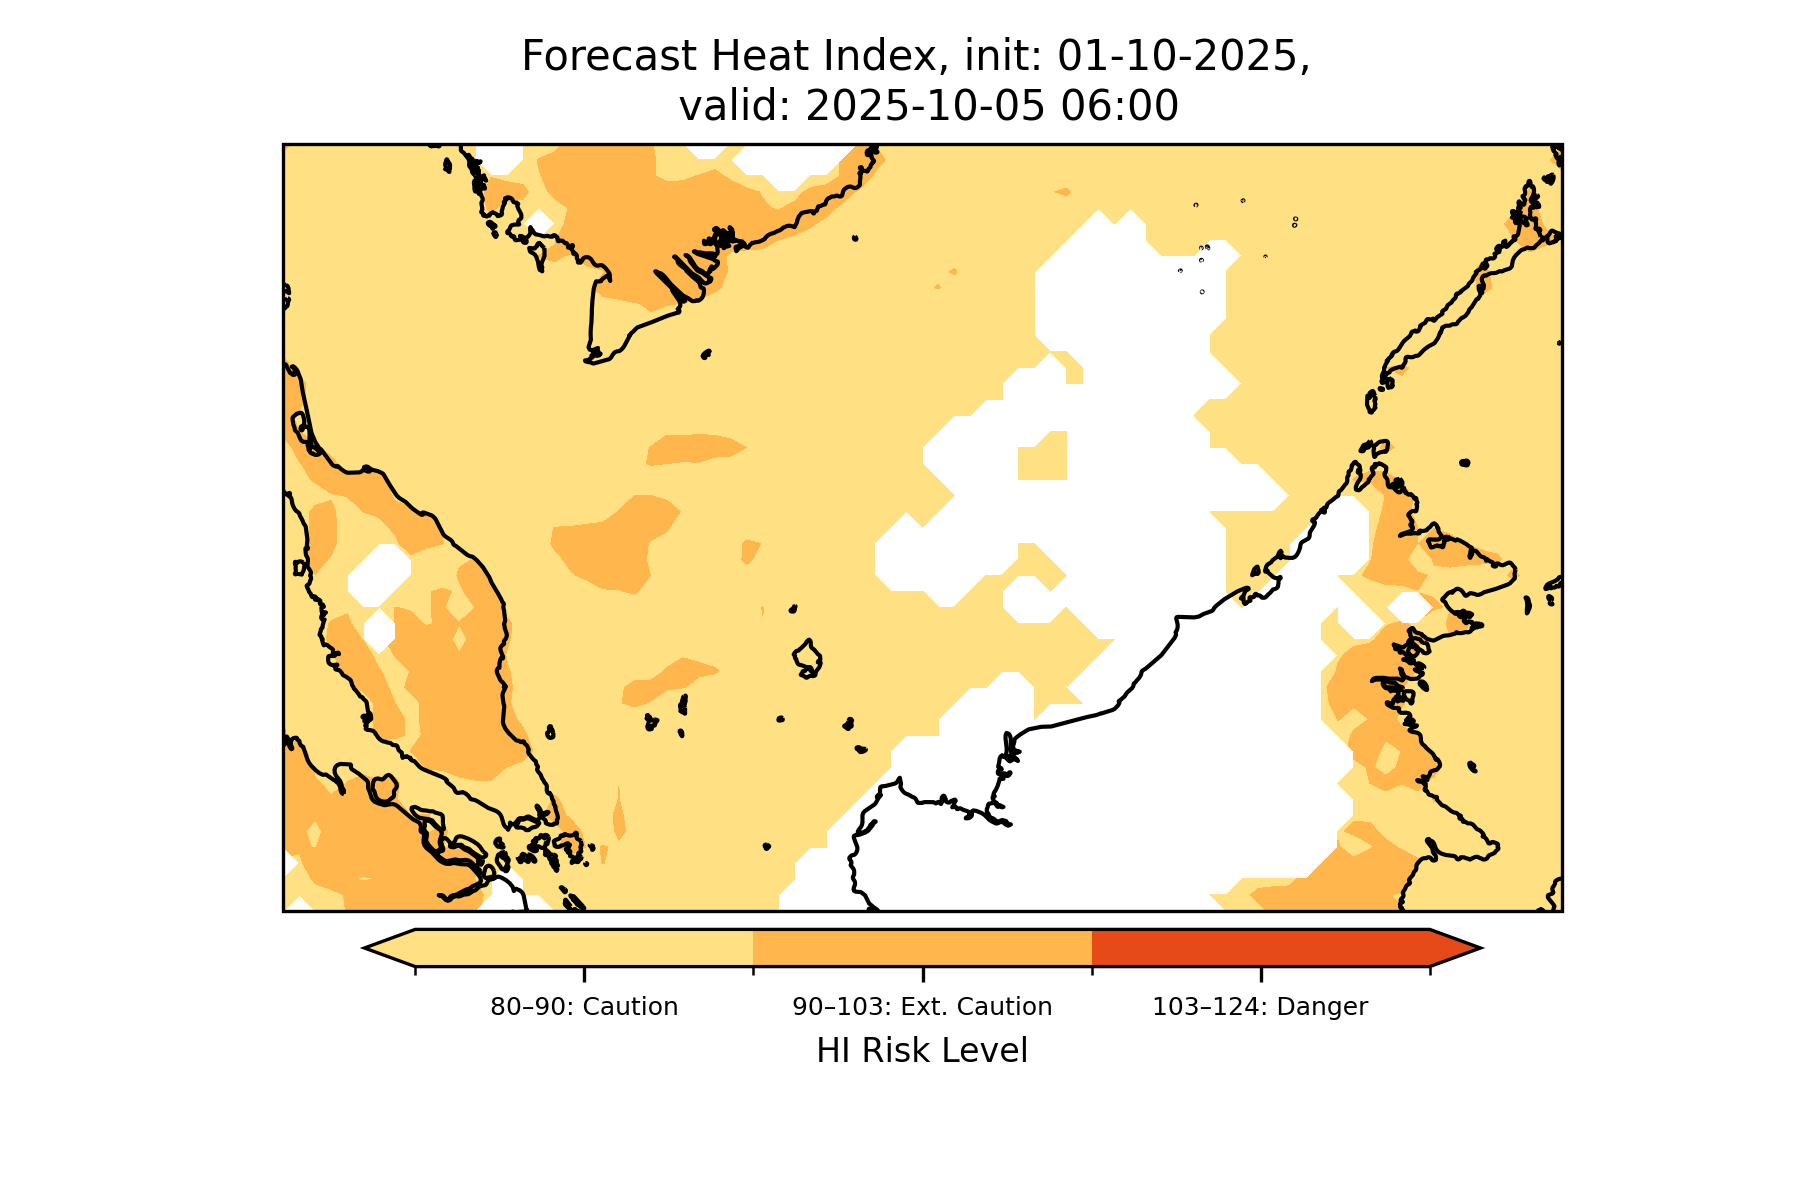 Forecast Heat Index, init: 01-10-2025,
valid: 2025-10-05 06:00
80–90: Caution
90–103: Ext. Caution
103–124: Danger
HI Risk Level